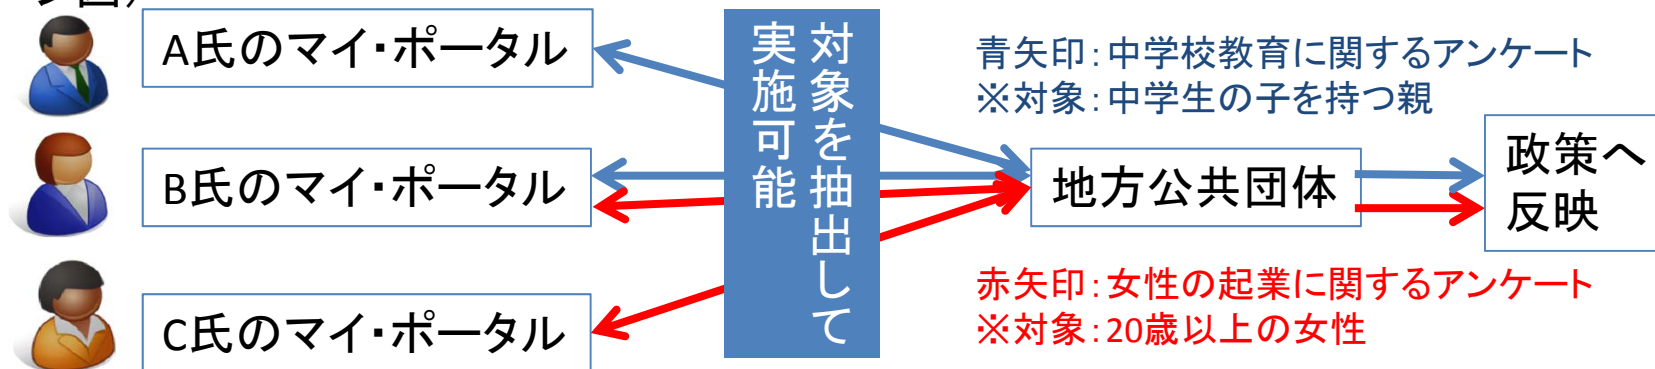 A氏のマイ・ポータル
B氏のマイ・ポータル
C氏のマイ・ポータル
対象を抽出して
実施可能
青矢印：中学校教育に関するアンケート
※対象：中学生の子を持つ親
地方公共団体
政策へ
反映
赤矢印：女性の起業に関するアンケート
※対象：20歳以上の女性